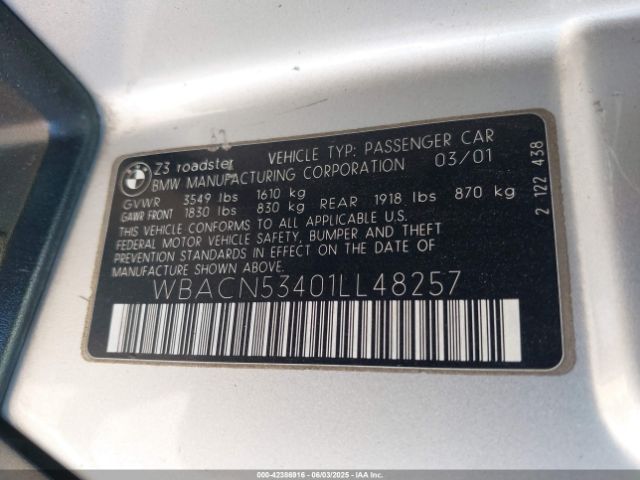 Z3 roadster VEHICLE TYP: PASSENGER CAR
BMW MANUFACTURING CORPORATION 03/01
GVWR 3549 lbs 1610 kg
GAWR FRONT 1830 lbs 830 kg REAR 1918 lbs 870 kg
THIS VEHICLE CONFORMS TO ALL APPLICABLE U.S.
FEDERAL MOTOR VEHICLE SAFETY, BUMPER AND THEFT
PREVENTION STANDARDS IN EFFECT ON THE DATE OF
MANUFACTURE SHOWN ABOVE.
WBACN53401LL48257
2 122 438
000-42386916 - 06/03/2025 - IAAI.COM